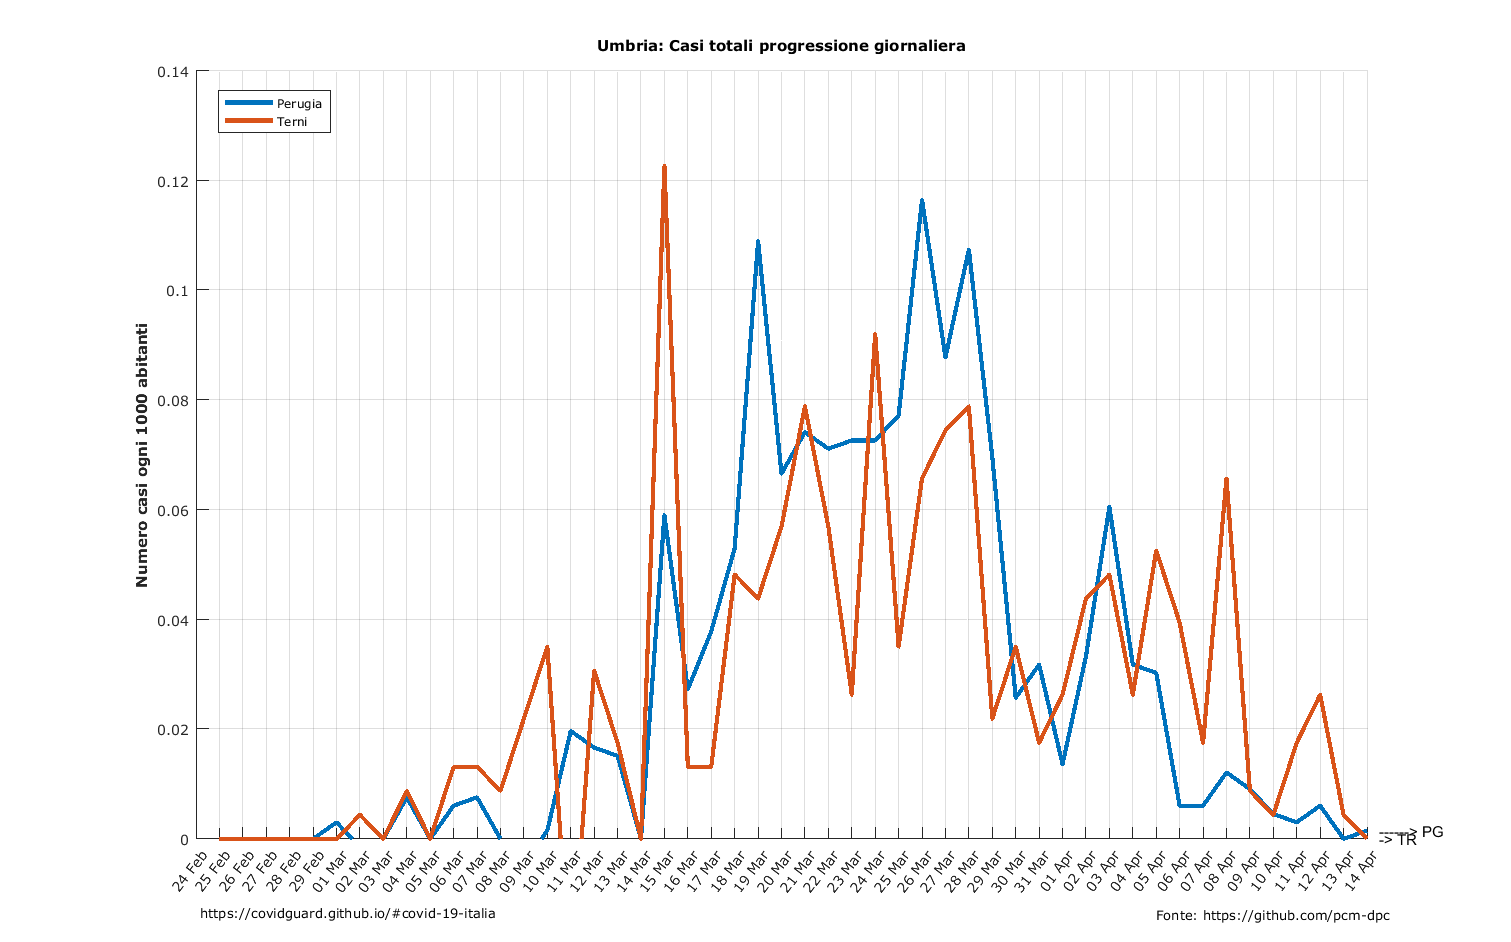 Umbria: Casi totali progressione giornaliera
0.14
0.12
0.1
0.08
0.06
0.04
0.02
0
Numero casi ogni 1000 abitanti
Perugia
Terni
24 Feb
25 Feb
26 Feb
27 Feb
28 Feb
29 Feb
01 Mar
02 Mar
03 Mar
04 Mar
05 Mar
06 Mar
07 Mar
08 Mar
09 Mar
10 Mar
11 Mar
12 Mar
13 Mar
14 Mar
15 Mar
16 Mar
17 Mar
18 Mar
19 Mar
20 Mar
21 Mar
22 Mar
23 Mar
24 Mar
25 Mar
26 Mar
27 Mar
28 Mar
29 Mar
30 Mar
31 Mar
01 Apr
02 Apr
03 Apr
04 Apr
05 Apr
06 Apr
07 Apr
08 Apr
09 Apr
10 Apr
11 Apr
12 Apr
13 Apr
14 Apr
------> PG
-> TR
https://covidguard.github.io/#covid-19-italia
Fonte: https://github.com/pcm-dpc